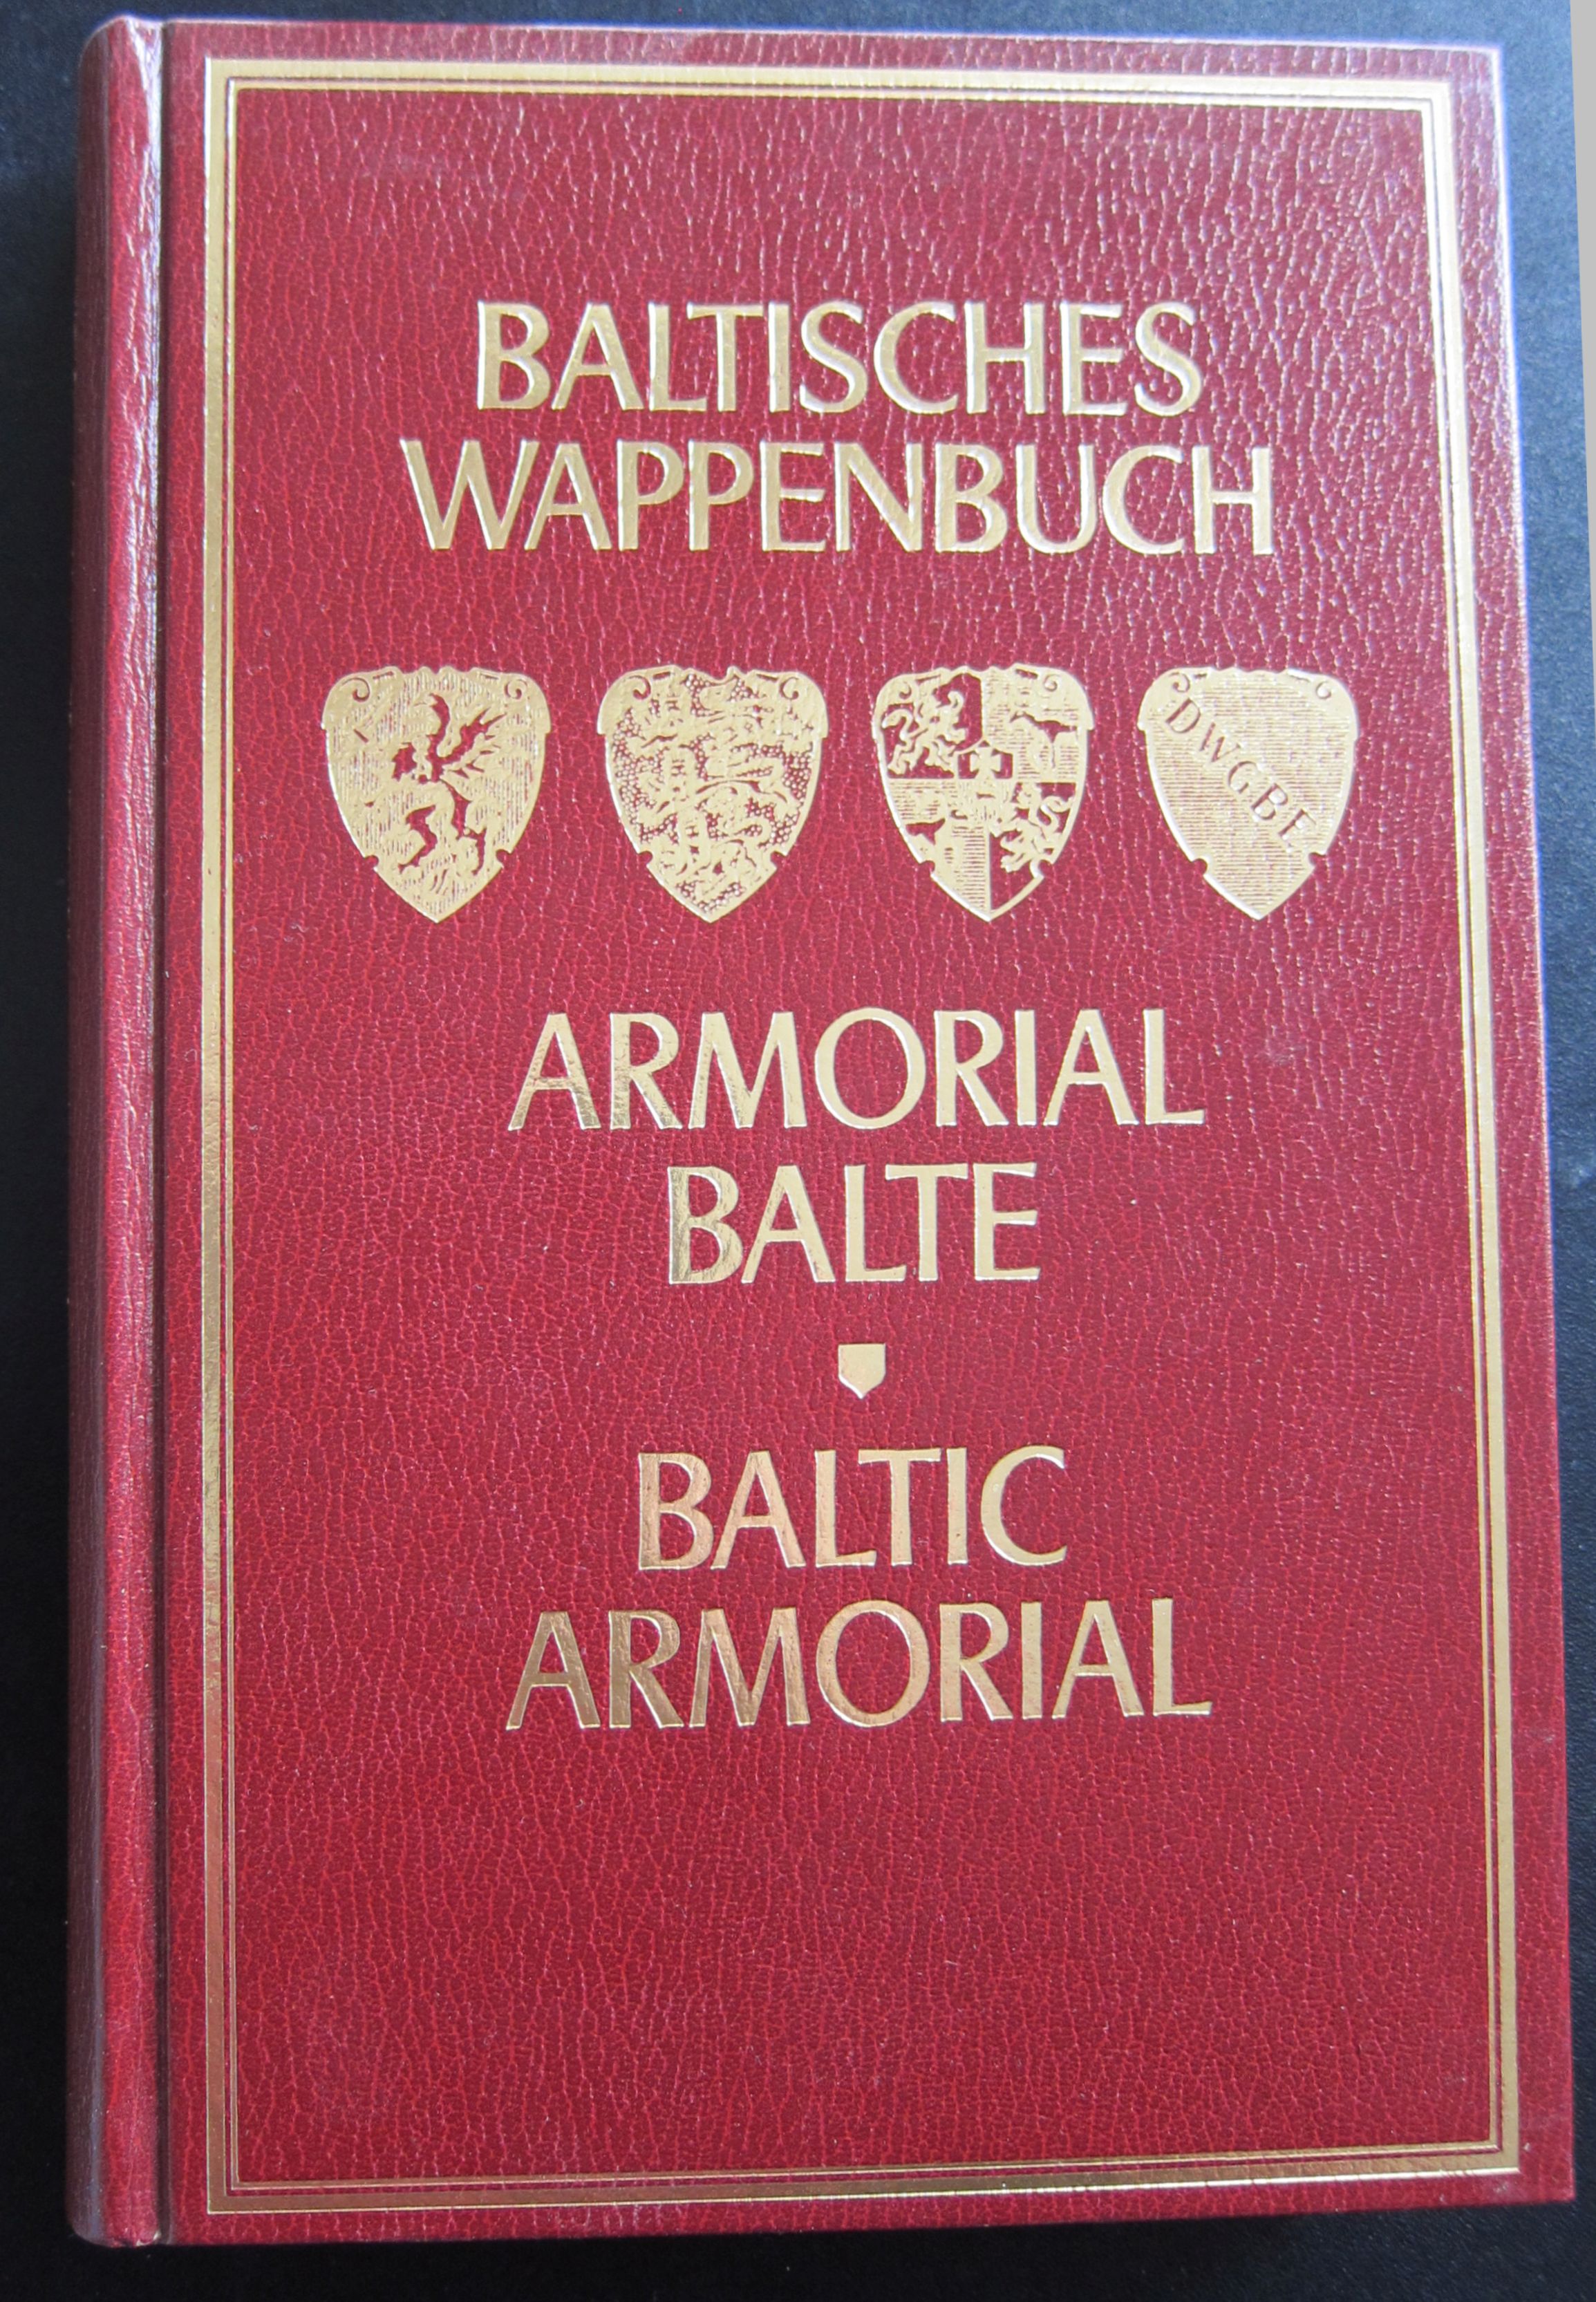 BALTISCHES
WAPPENBUCH
DWGBE
ARMORIAL
BALTE
BALTIC
ARMORIAL